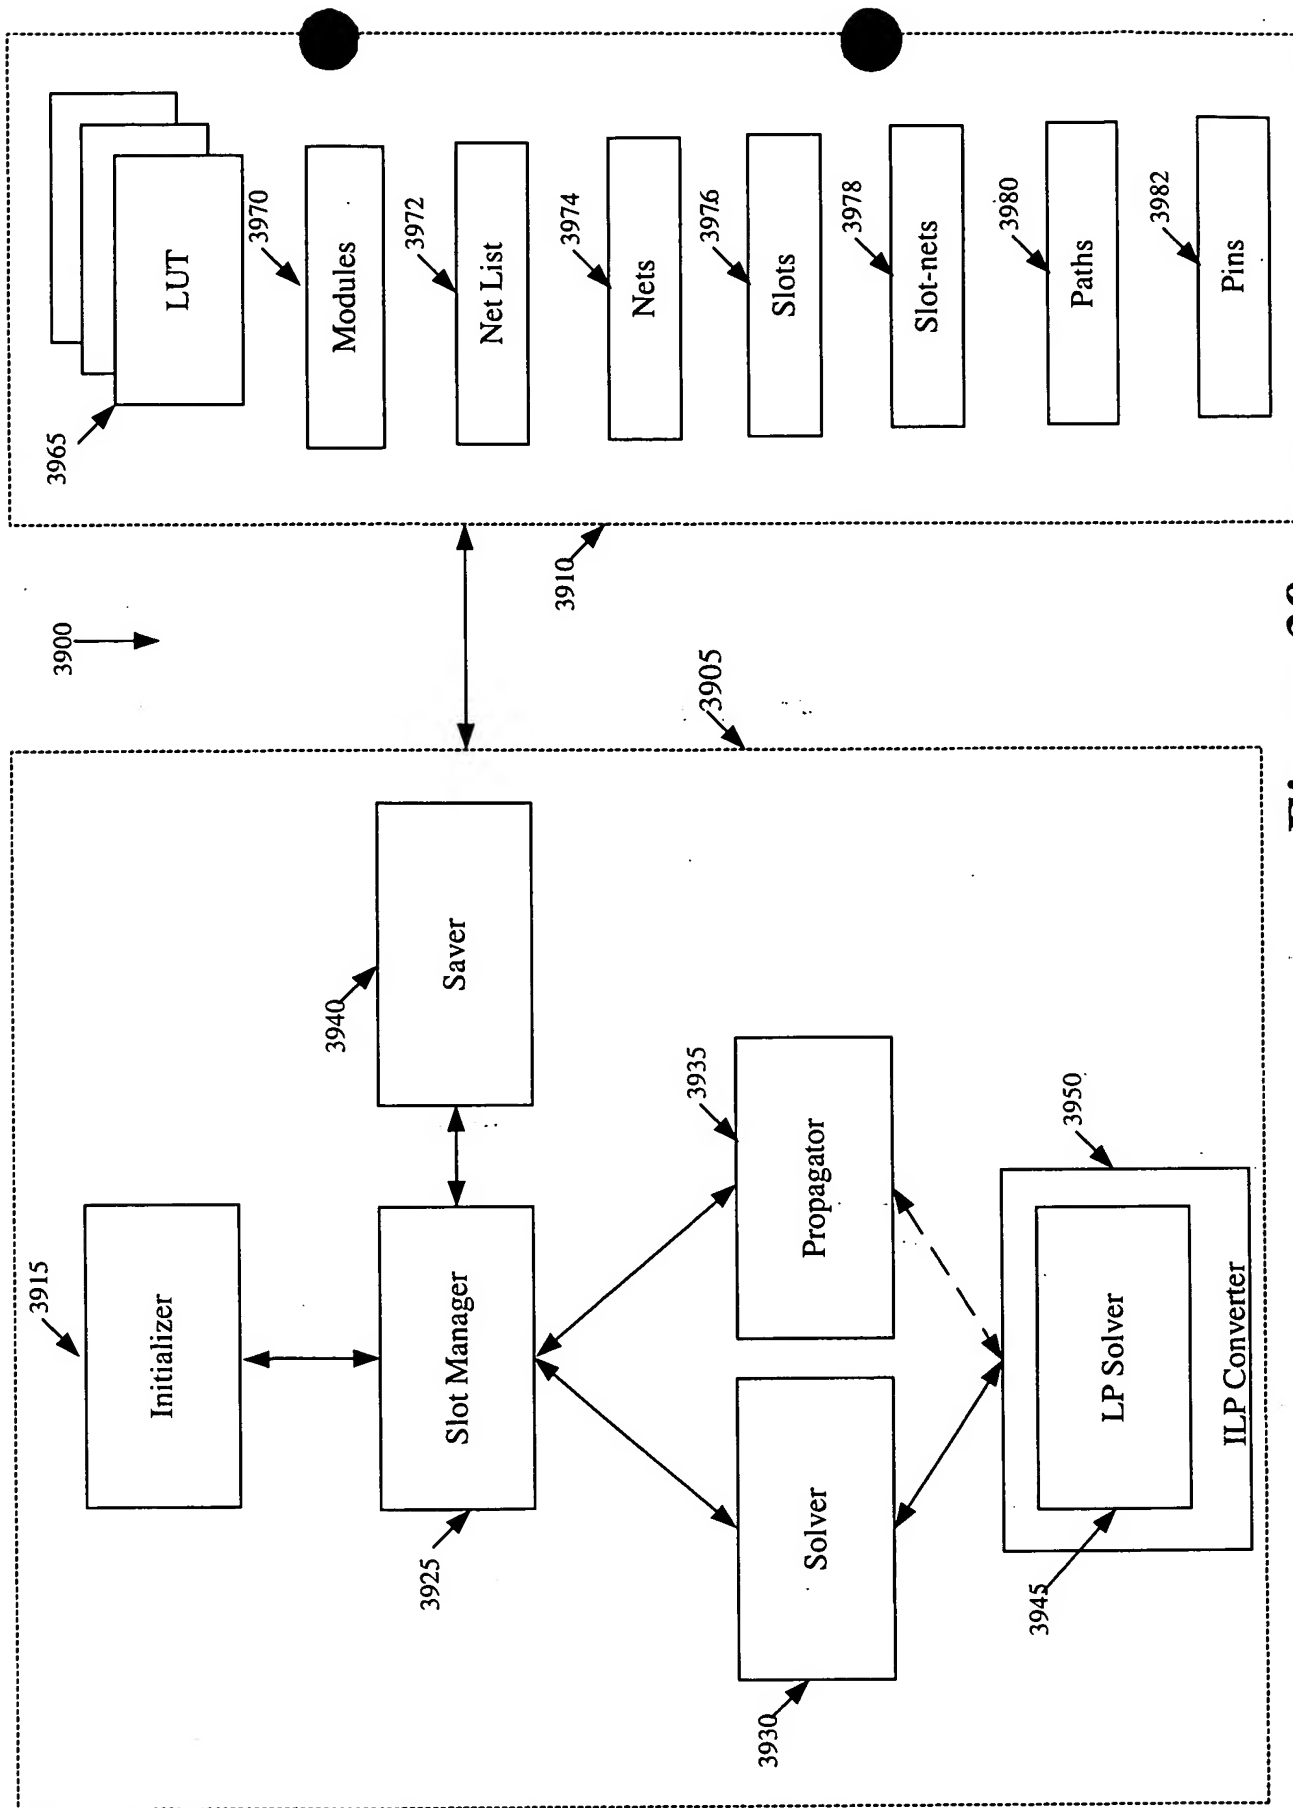 3900
3905
3915
Initializer
3925
Slot Manager
3940
Saver
3930
Solver
3935
Propagator
3945
LP Solver
3950
ILP Converter
3910
3965
LUT
3970
Modules
3972
Net List
3974
Nets
3976
Slots
3978
Slot-nets
3980
Paths
3982
Pins